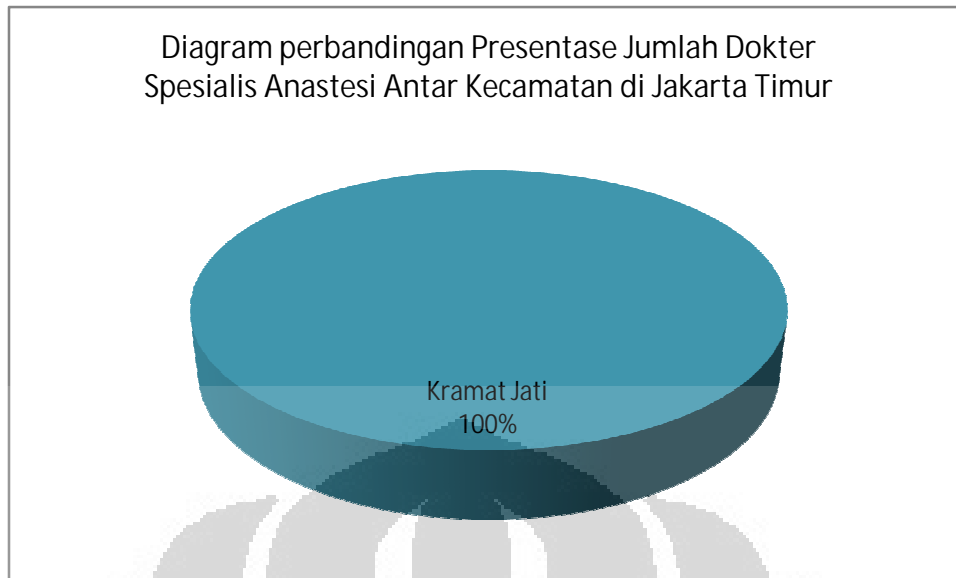 Diagram perbandingan Presentase Jumlah Dokter
Spesialis Anastesi Antar Kecamatan di Jakarta Timur
Kramat Jati
100%